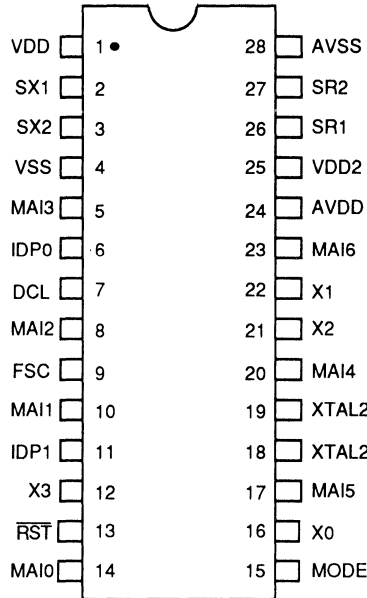 VDD 1 28 AVSS
SX1 2 27 SR2
SX2 3 26 SR1
VSS 4 25 VDD2
MAI3 5 24 AVDD
IDP0 6 23 MAI6
DCL 7 22 X1
MAI2 8 21 X2
FSC 9 20 MAI4
MAI1 10 19 XTAL2
IDP1 11 18 XTAL2
X3 12 17 MAI5
R̅S̅T̅ 13 16 X0
MAI0 14 15 MODE